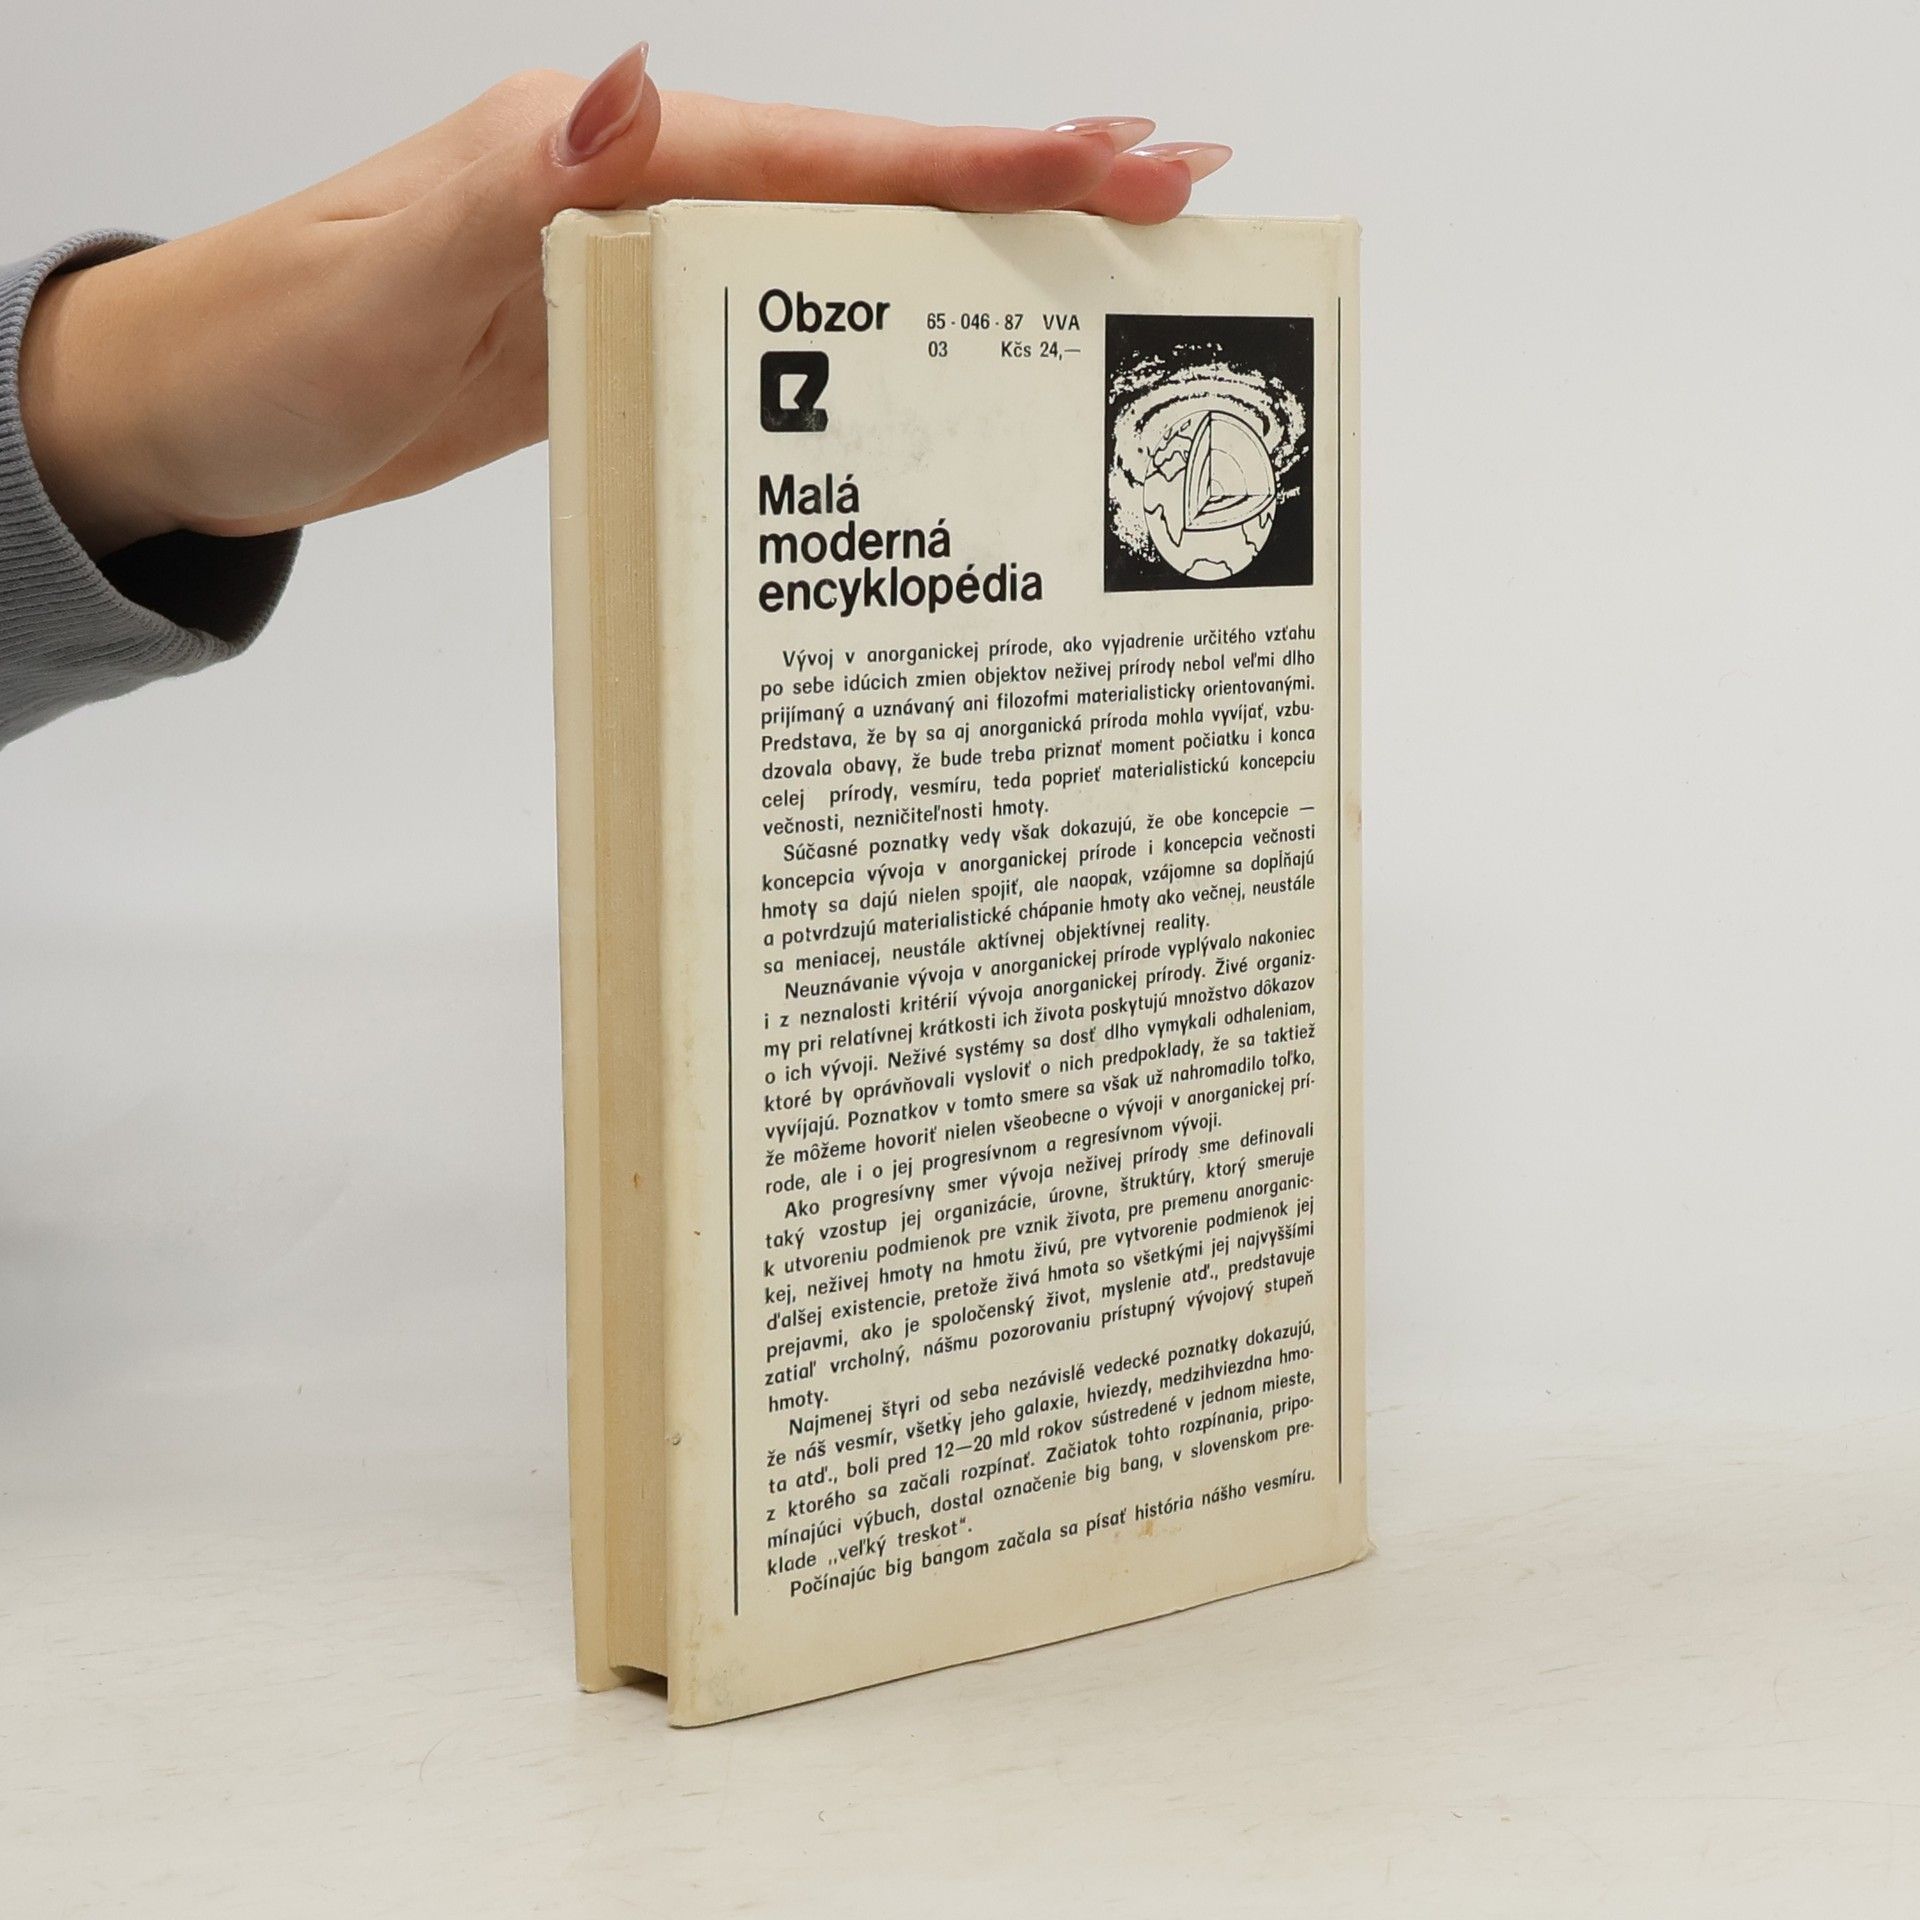 Obzor
65 - 046 - 87 VVA
03 Kčs 24,—
Malá
moderná
encyklopédia
Vývoj v anorganickej prírode, ako vyjadrenie určitého vzťahu
po sebe idúcich zmien objektov neživej prírody nebol veľmi dlho
prijímaný a uznávaný ani filozofmi materialisticky orientovanými.
Predstava, že by sa aj anorganická príroda mohla vyvíjať, vzbu-
dzovala obavy, že bude treba priznať moment počiatku i konca
celej prírody, vesmíru, teda poprieť materialistickú koncepciu
večnosti, nezničiteľnosti hmoty.
Súčasné poznatky vedy však dokazujú, že obe koncepcie —
koncepcia vývoja v anorganickej prírode i koncepcia večnosti
hmoty sa dajú nielen spojiť, ale naopak, vzájomne sa dopĺňajú
a potvrdzujú materialistické chápanie hmoty ako večnej, neustále
sa meniacej, neustále aktívnej objektívnej reality.
Neuznávanie vývoja v anorganickej prírode vyplývalo nakoniec
i z neznalosti kritérií vývoja anorganickej prírody. Živé organiz-
my pri relatívnej krátkosti ich života poskytujú množstvo dôkazov
o ich vývoji. Neživé systémy sa dosť dlho vymykali odhaleniam,
ktoré by oprávňovali vysloviť o nich predpoklady, že sa taktiež
vyvíjajú. Poznatkov v tomto smere sa však už nahromadilo toľko,
že môžeme hovoriť nielen všeobecne o vývoji v anorganickej prí-
rode, ale i o jej progresívnom a regresívnom vývoji.
Ako progresívny smer vývoja neživej prírody sme definovali
taký vzostup jej organizácie, úrovne, štruktúry, ktorý smeruje
k utvoreniu podmienok pre vznik života, pre premenu anorganic-
kej, neživej hmoty na hmotu živú, pre vytvorenie podmienok jej
ďalšej existencie, pretože živá hmota so všetkými jej najvyššími
prejavmi, ako je spoločenský život, myslenie atď., predstavuje
zatiaľ vrcholný, nášmu pozorovaniu prístupný vývojový stupeň
hmoty.
Najmenej štyri od seba nezávislé vedecké poznatky dokazujú,
že náš vesmír, všetky jeho galaxie, hviezdy, medzihviezdna hmo-
ta atď., boli pred 12—20 mld rokov sústredené v jednom mieste,
z ktorého sa začali rozpínať. Začiatok tohto rozpínania, pripo-
mínajúci výbuch, dostal označenie big bang, v slovenskom pre-
klade „veľký treskot“.
Počínajúc big bangom začala sa písať história nášho vesmíru.